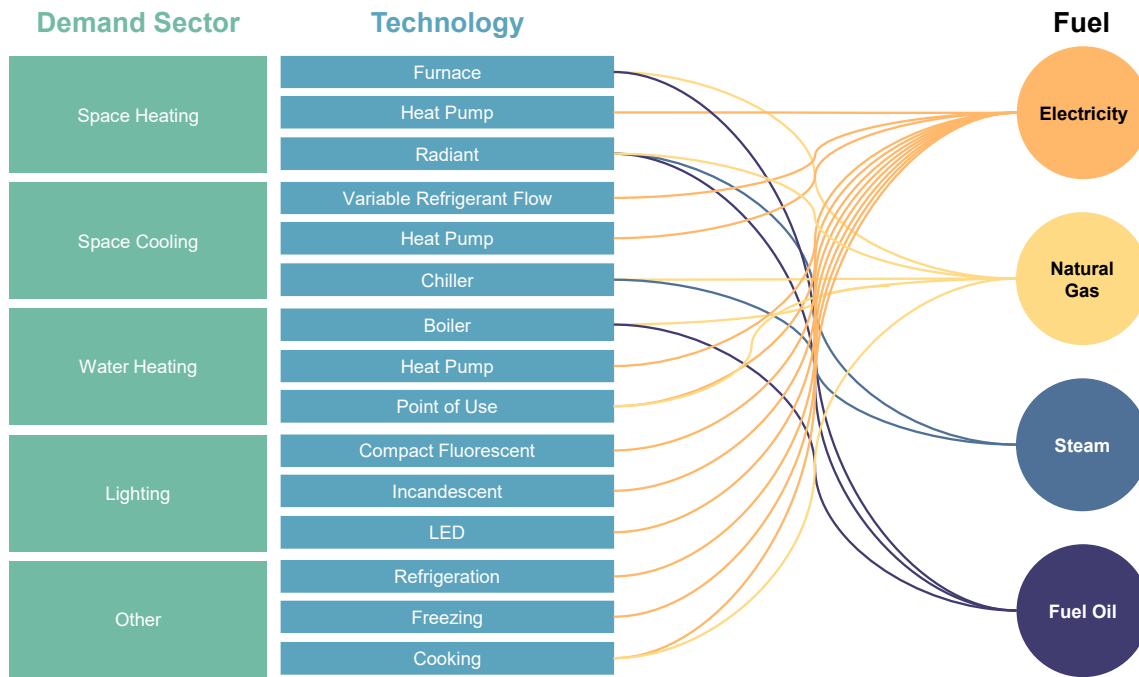 Demand Sector
Technology
Fuel
Space Heating
Furnace
Heat Pump
Radiant
Space Cooling
Variable Refrigerant Flow
Heat Pump
Chiller
Water Heating
Boiler
Heat Pump
Point of Use
Lighting
Compact Fluorescent
Incandescent
LED
Other
Refrigeration
Freezing
Cooking
Electricity
Natural
Gas
Steam
Fuel Oil